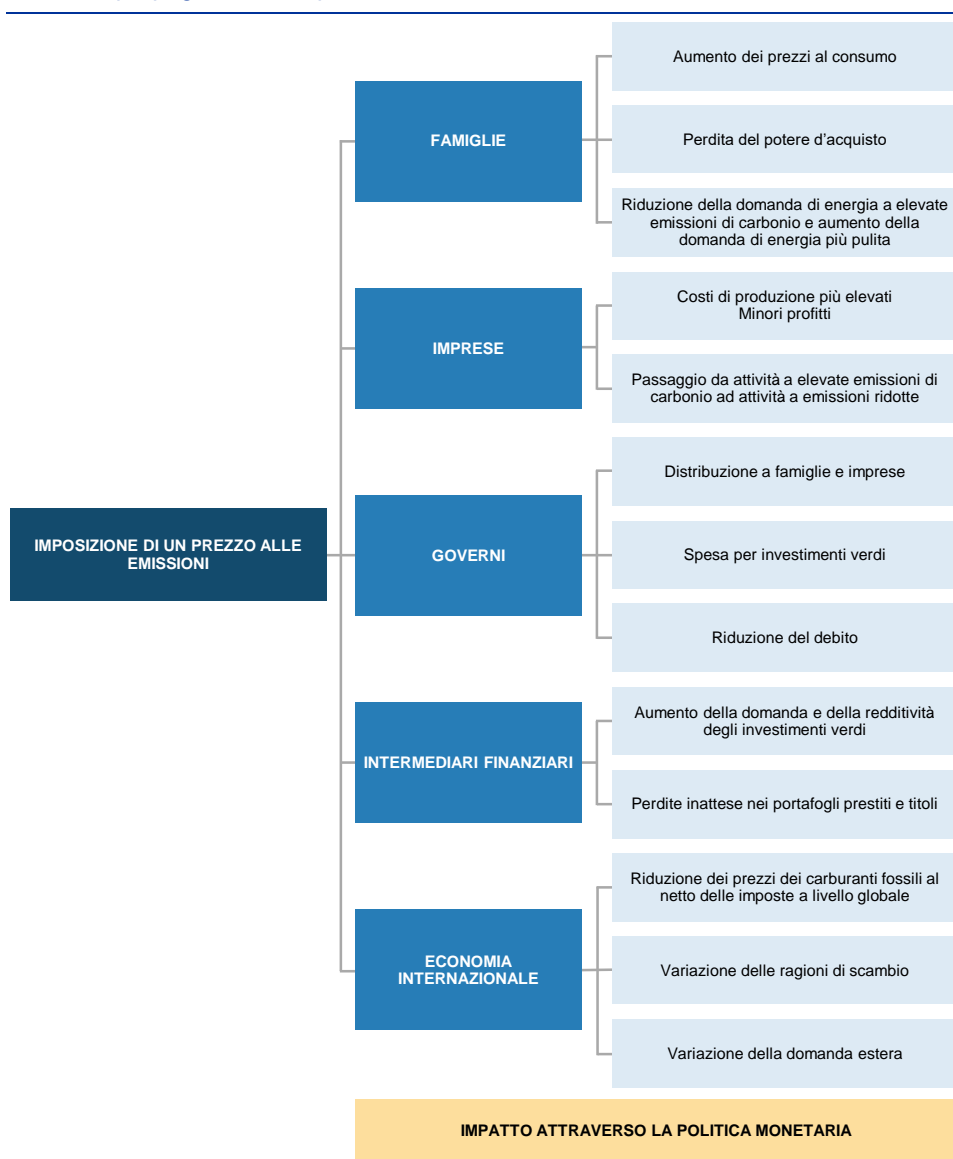 Aumento dei prezzi al consumo
FAMIGLIE
Perdita del potere d'acquisto
Riduzione della domanda di energia a elevate
emissioni di carbonio e aumento della
domanda di energia più pulita
Costi di produzione più elevati
Minori profitti
IMPRESE
Passaggio da attività a elevate emissioni di
carbonio ad attività a emissioni ridotte
Distribuzione a famiglie e imprese
IMPOSIZIONE DI UN PREZZO ALLE
EMISSIONI
GOVERNI
Spesa per investimenti verdi
Riduzione del debito
Aumento della domanda e della redditività
degli investimenti verdi
INTERMEDIARI FINANZIARI
Perdite inattese nei portafogli prestiti e titoli
Riduzione dei prezzi dei carburanti fossili al
netto delle imposte a livello globale
ECONOMIA
INTERNAZIONALE
Variazione delle ragioni di scambio
Variazione della domanda estera
IMPATTO ATTRAVERSO LA POLITICA MONETARIA